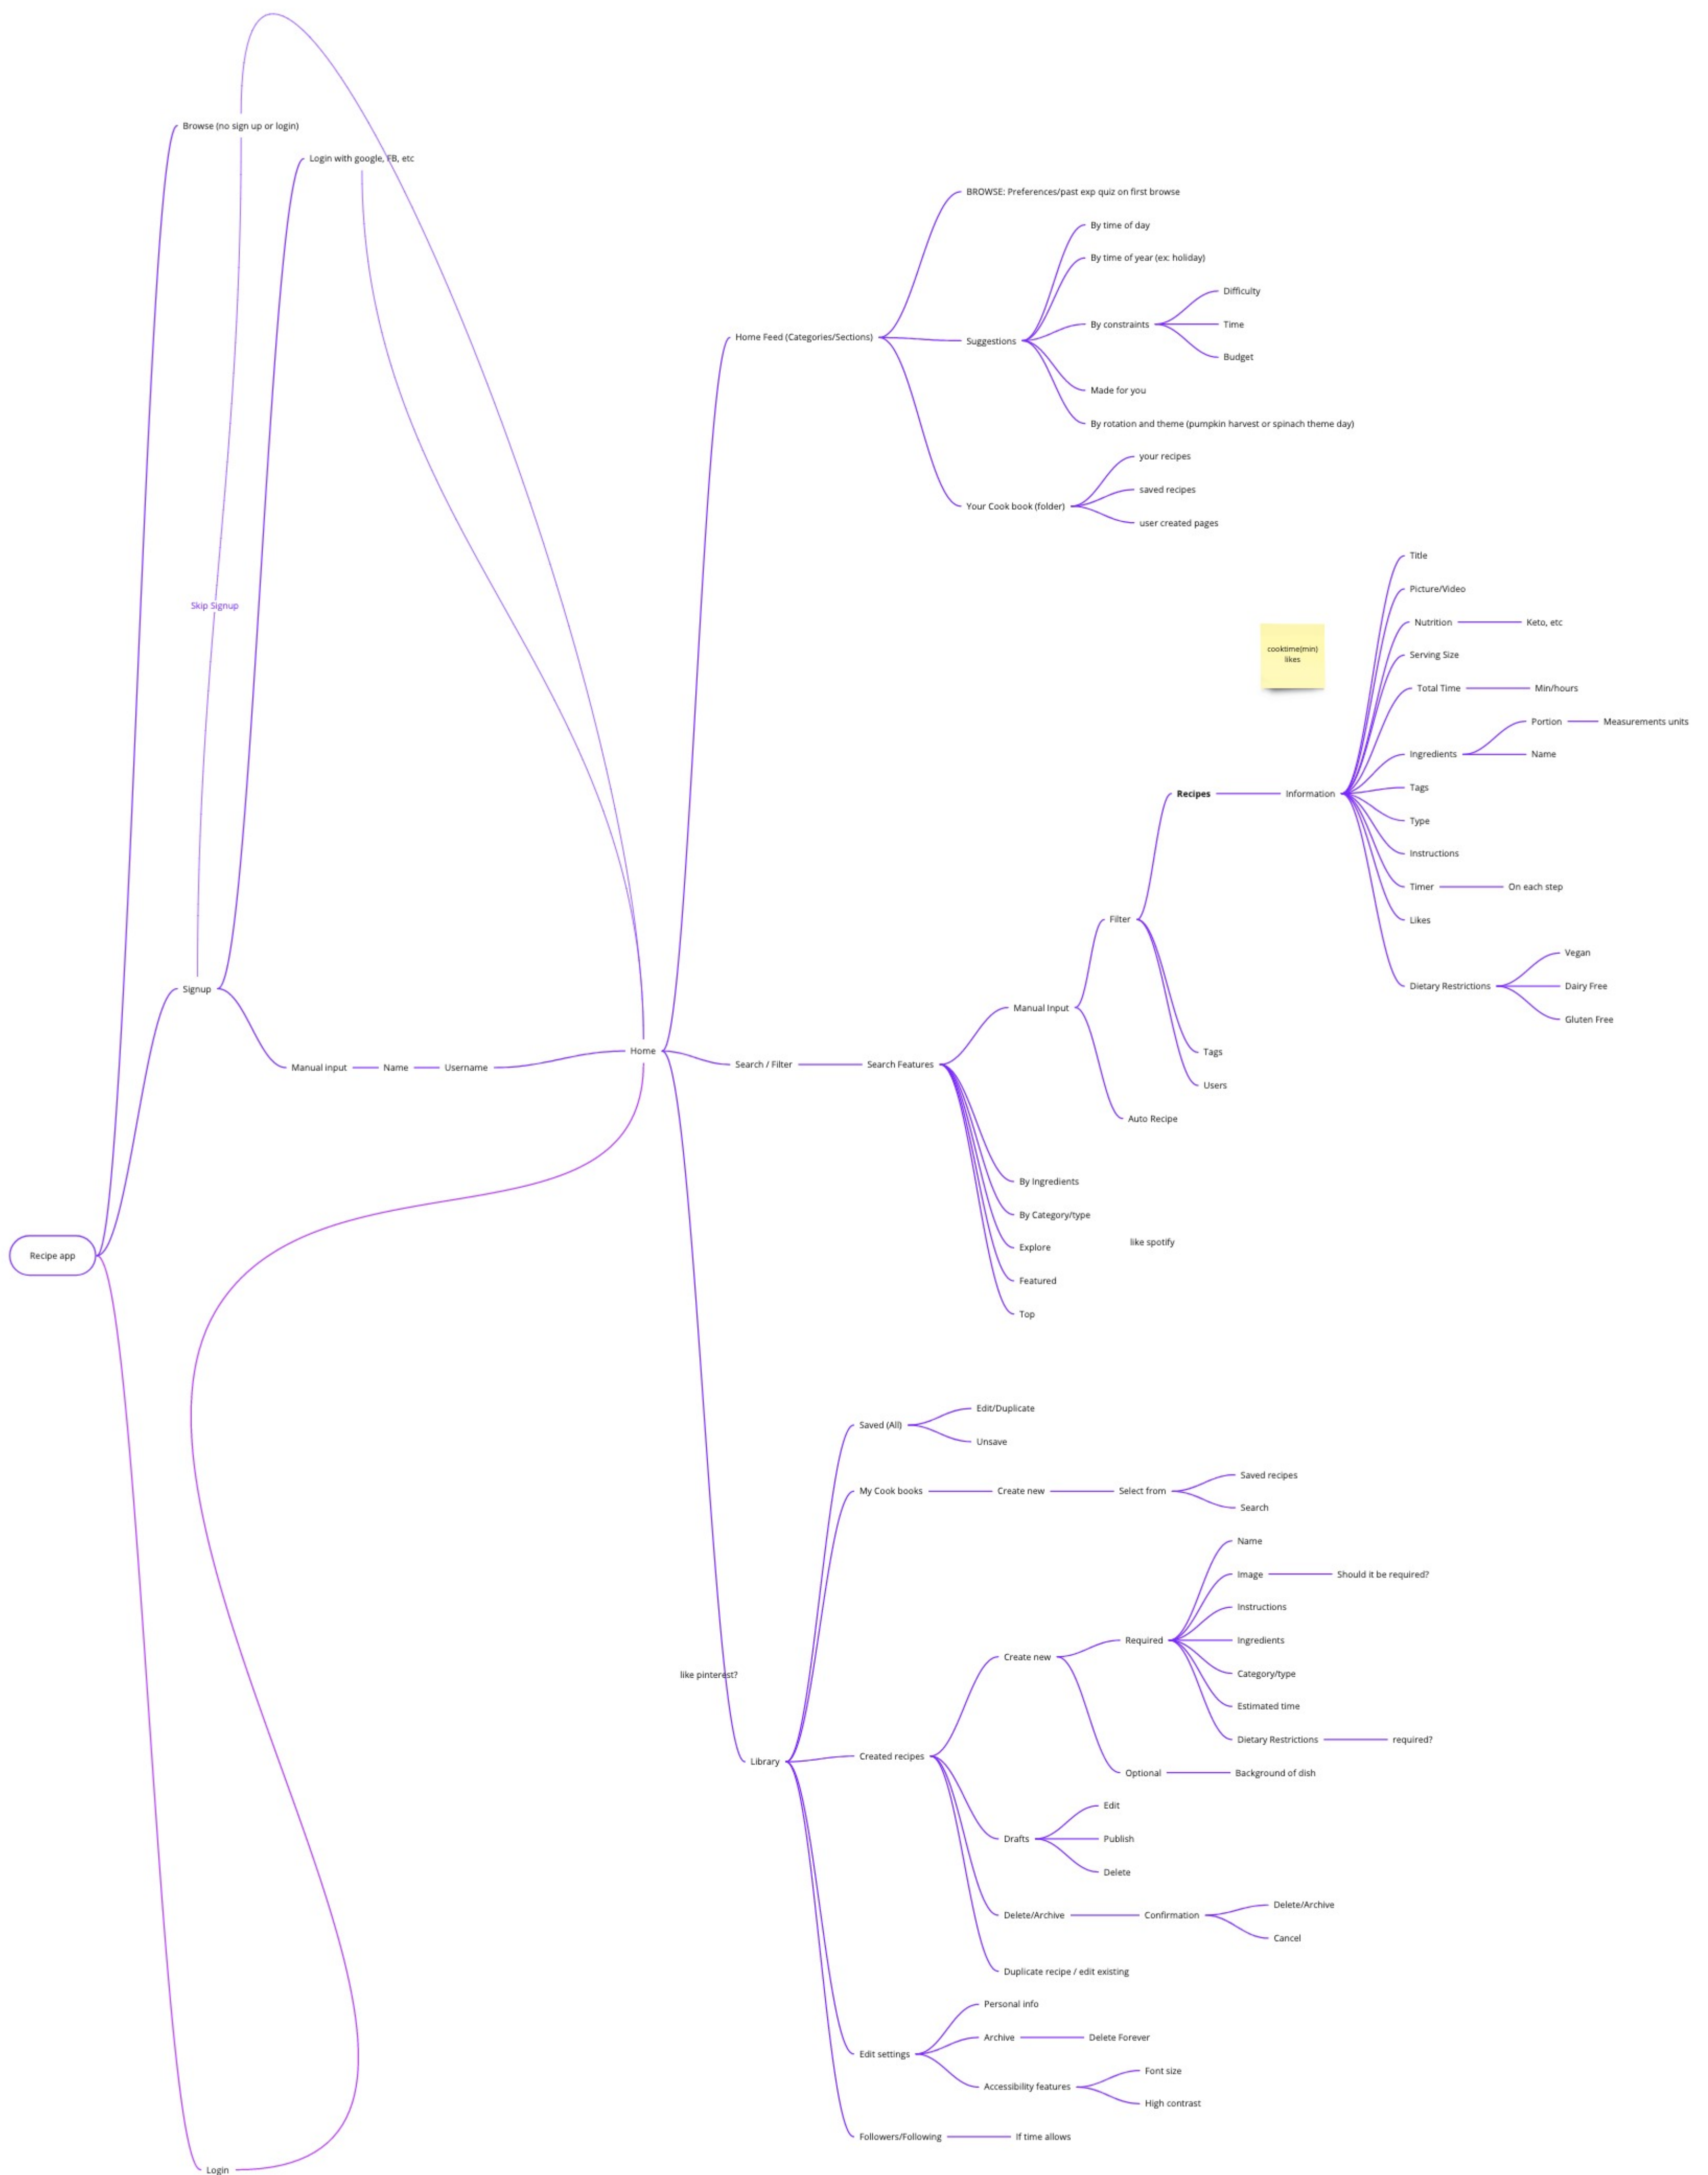 Browse (no sign up or login)
Login with google, FB, etc
BROWSE: Preferences/past exp quiz on first browse
By time of day
By time of year (ex: holiday)
Difficulty
By constraints
Time
Home Feed (Categories/Sections)
Suggestions
Budget
Made for you
By rotation and theme (pumpkin harvest or spinach theme day)
your recipes
saved recipes
Your Cook book (folder)
user created pages
Title
Picture/Video
Skip Signup
Nutrition
Keto, etc
cooktime(min)
likes
Serving Size
Total Time
Min/hours
Portion
Measurements units
Ingredients
Name
Recipes
Information
Tags
Type
Instructions
Timer
On each step
Filter
Likes
Vegan
Signup
Dietary Restrictions
Dairy Free
Manual Input
Gluten Free
Home
Tags
Manual input
Name
Username
Search / Filter
Search Features
Users
Auto Recipe
By Ingredients
By Category/type
like spotify
Recipe app
Explore
Featured
Top
Edit/Duplicate
Saved (All)
Unsave
Saved recipes
My Cook books
Create new
Select from
Search
Name
Image
Should it be required?
Instructions
Required
Ingredients
Create new
like pinterest?
Category/type
Estimated time
Dietary Restrictions
required?
Library
Created recipes
Optional
Background of dish
Edit
Drafts
Publish
Delete
Delete/Archive
Delete/Archive
Confirmation
Cancel
Duplicate recipe / edit existing
Personal info
Archive
Delete Forever
Edit settings
Font size
Accessibility features
High contrast
Followers/Following
If time allows
Login